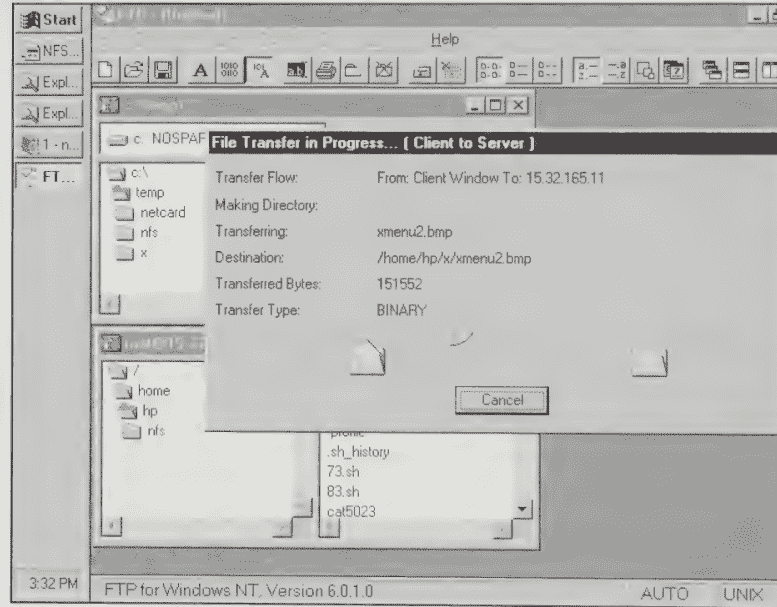 Start
NFS...
Expl
Expl
1 - n...
FT...
3:32 PM
Help
c: NOSPAF
c:\
temp
netcard
nfs
x
File Transfer in Progress... ( Client to Server )
Transfer Flow: From: Client Window To: 15.32.165.11
Making Directory:
Transferring: xmenu2.bmp
Destination: /home/hp/x/xmenu2.bmp
Transferred Bytes: 151552
Transfer Type: BINARY
Cancel
/
home
hp
nfs
.sh_history
73.sh
83.sh
cat5023
FTP for Windows NT, Version 6.0.1.0
AUTO UNIX